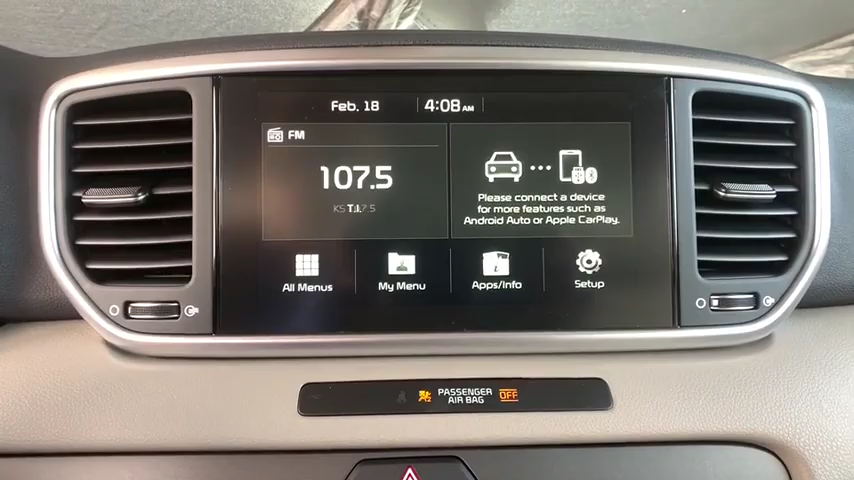 Feb. 18
4:08 AM
FM
107.5
Please connect a device
for more features such as
Android Auto or Apple CarPlay.
All Menus
My Menu
Apps/Info
Setup
PASSENGER
AIR BAG
OFF